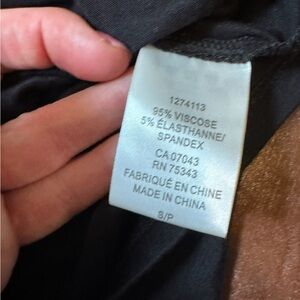 1274113
95% VISCOSE
5% ÉLASTHANNE/
SPANDEX
CA 07043
RN 75343
FABRIQUÉ EN CHINE
MADE IN CHINA
S/P